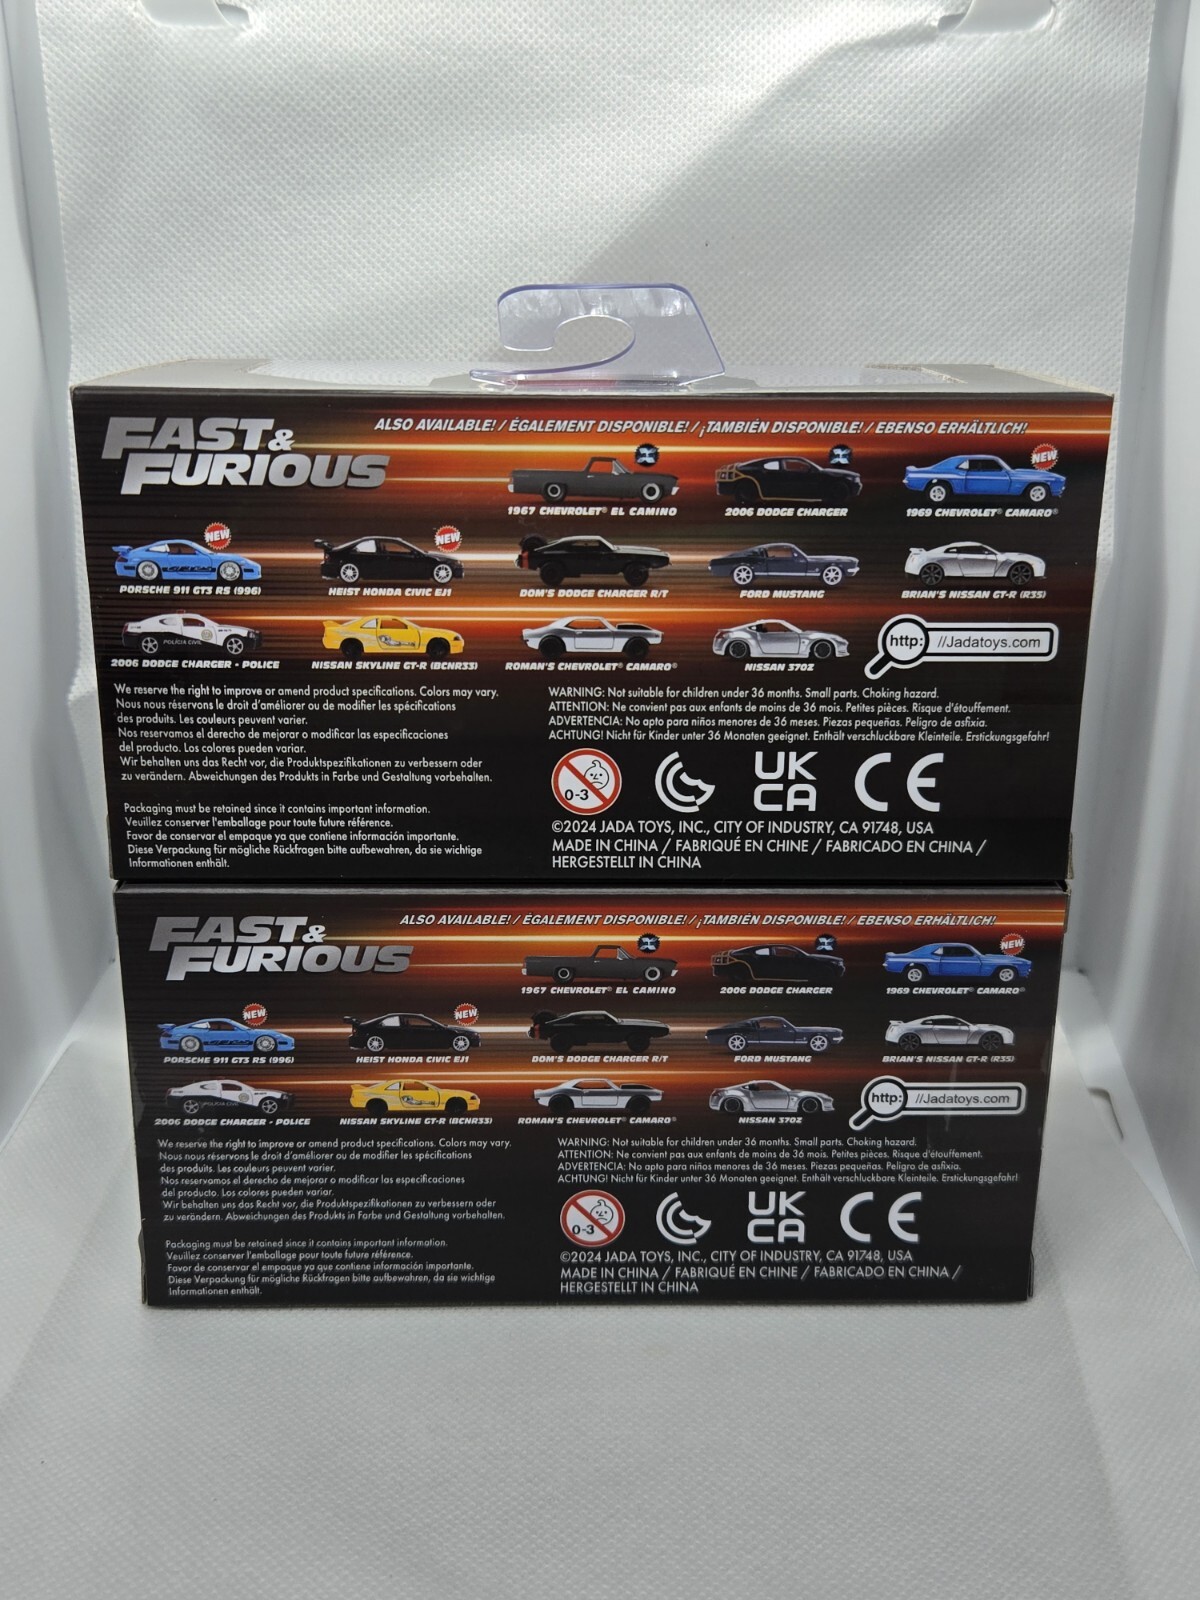 FAST &
FURIOUS
ALSO AVAILABLE! / ÉGALEMENT DISPONIBLE! / ¡TAMBIÉN DISPONIBLE! / EBENSO ERHÄLTLICH!
NEW
1967 CHEVROLET® EL CAMINO 2006 DODGE CHARGER 1969 CHEVROLET® CAMARO®
NEW NEW
PORSCHE 911 GT3 RS (996) HEIST HONDA CIVIC EJ1 DOM'S DODGE CHARGER R/T FORD MUSTANG BRIAN'S NISSAN GT-R (R35)
POLICIA CIVIL
http: //Jadatoys.com
2006 DODGE CHARGER - POLICE NISSAN SKYLINE GT-R (BCNR33) ROMAN'S CHEVROLET® CAMARO® NISSAN 370Z
We reserve the right to improve or amend product specifications. Colors may vary.
Nous nous réservons le droit d'améliorer ou de modifier les spécifications
des produits. Les couleurs peuvent varier.
Nos reservamos el derecho de mejorar o modificar las especificaciones
del producto. Los colores pueden variar.
Wir behalten uns das Recht vor, die Produktspezifikationen zu verbessern oder
zu verändern. Abweichungen des Produkts in Farbe und Gestaltung vorbehalten.
Packaging must be retained since it contains important information.
Veuillez conserver l'emballage pour toute future référence.
Favor de conservar el empaque ya que contiene información importante.
Diese Verpackung für mögliche Rückfragen bitte aufbewahren, da sie wichtige
Informationen enthält.
WARNING: Not suitable for children under 36 months. Small parts. Choking hazard.
ATTENTION: Ne convient pas aux enfants de moins de 36 mois. Petites pièces. Risque d'étouffement.
ADVERTENCIA: No apto para niños menores de 36 meses. Piezas pequeñas. Peligro de asfixia.
ACHTUNG! Nicht für Kinder unter 36 Monaten geeignet. Enthält verschluckbare Kleinteile. Erstickungsgefahr!
0-3 UK CA CE
©2024 JADA TOYS, INC., CITY OF INDUSTRY, CA 91748, USA
MADE IN CHINA / FABRIQUÉ EN CHINE / FABRICADO EN CHINA /
HERGESTELLT IN CHINA
FAST &
FURIOUS
ALSO AVAILABLE! / ÉGALEMENT DISPONIBLE! / ¡TAMBIÉN DISPONIBLE! / EBENSO ERHÄLTLICH!
NEW
1967 CHEVROLET® EL CAMINO 2006 DODGE CHARGER 1969 CHEVROLET® CAMARO®
NEW NEW
PORSCHE 911 GT3 RS (996) HEIST HONDA CIVIC EJ1 DOM'S DODGE CHARGER R/T FORD MUSTANG BRIAN'S NISSAN GT-R (R35)
POLICIA CIVIL
http: //Jadatoys.com
2006 DODGE CHARGER - POLICE NISSAN SKYLINE GT-R (BCNR33) ROMAN'S CHEVROLET® CAMARO® NISSAN 370Z
We reserve the right to improve or amend product specifications. Colors may vary.
Nous nous réservons le droit d'améliorer ou de modifier les spécifications
des produits. Les couleurs peuvent varier.
Nos reservamos el derecho de mejorar o modificar las especificaciones
del producto. Los colores pueden variar.
Wir behalten uns das Recht vor, die Produktspezifikationen zu verbessern oder
zu verändern. Abweichungen des Produkts in Farbe und Gestaltung vorbehalten.
Packaging must be retained since it contains important information.
Veuillez conserver l'emballage pour toute future référence.
Favor de conservar el empaque ya que contiene información importante.
Diese Verpackung für mögliche Rückfragen bitte aufbewahren, da sie wichtige
Informationen enthält.
WARNING: Not suitable for children under 36 months. Small parts. Choking hazard.
ATTENTION: Ne convient pas aux enfants de moins de 36 mois. Petites pièces. Risque d'étouffement.
ADVERTENCIA: No apto para niños menores de 36 meses. Piezas pequeñas. Peligro de asfixia.
ACHTUNG! Nicht für Kinder unter 36 Monaten geeignet. Enthält verschluckbare Kleinteile. Erstickungsgefahr!
0-3 UK CA CE
©2024 JADA TOYS, INC., CITY OF INDUSTRY, CA 91748, USA
MADE IN CHINA / FABRIQUÉ EN CHINE / FABRICADO EN CHINA /
HERGESTELLT IN CHINA